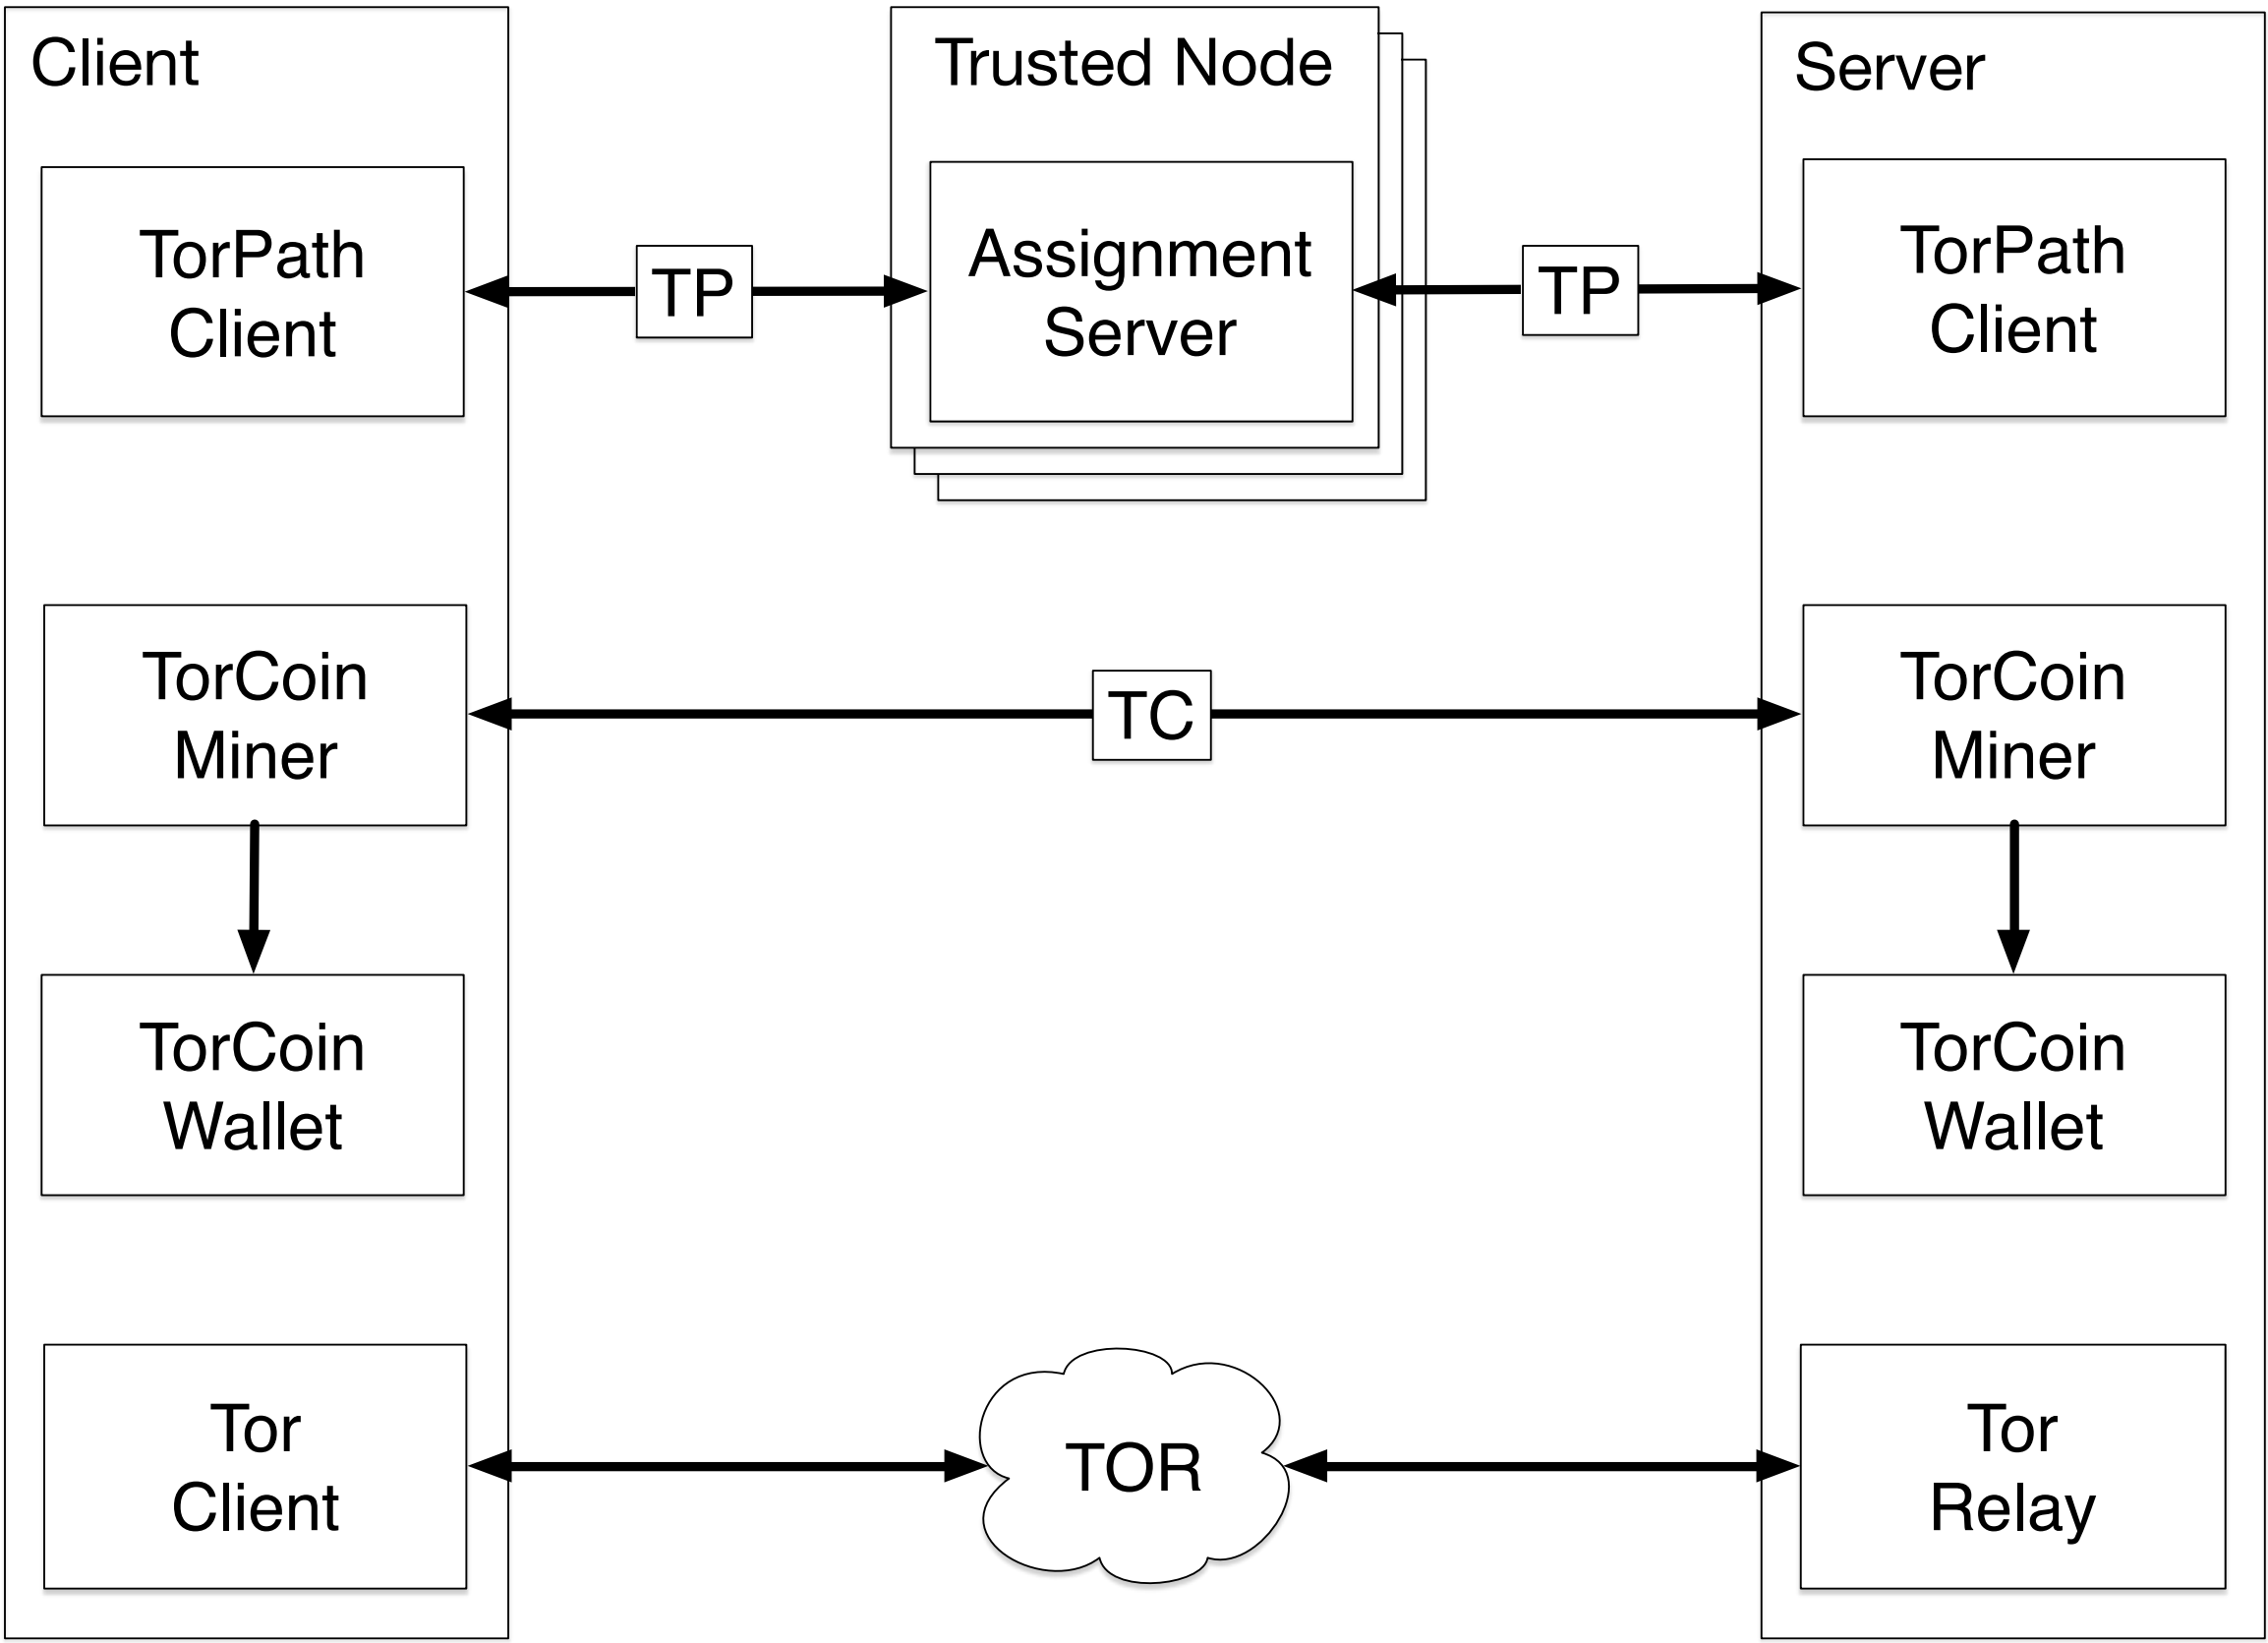 Client
Trusted Node
Server
TorPath
Client
TP
Assignment
Server
TP
TorPath
Client
TorCoin
Miner
TC
TorCoin
Miner
TorCoin
Wallet
TorCoin
Wallet
Tor
Client
TOR
Tor
Relay